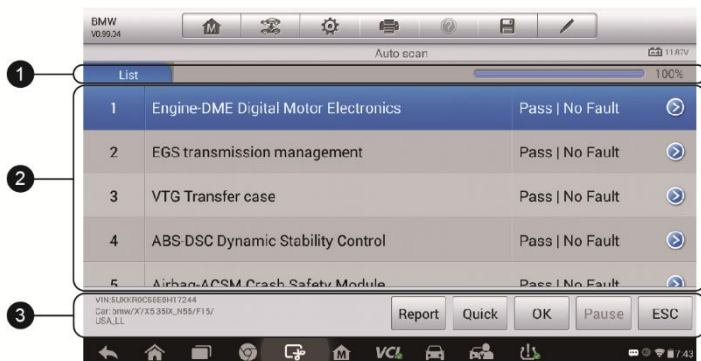 BMW
V0.99.04
Auto scan
11.87V
1
List
100%
2
1 Engine-DME Digital Motor Electronics Pass | No Fault
2 EGS transmission management Pass | No Fault
3 VTG Transfer case Pass | No Fault
4 ABS-DSC Dynamic Stability Control Pass | No Fault
5 Airbag-ACSM Crash Safety Module Pass | No Fault
3
VIN:5UXKR0C56E0H17244
Car: bmw/X/X5 35IX_N55/F15/
USA_LL
Report Quick OK Pause ESC
M VCI 7:43